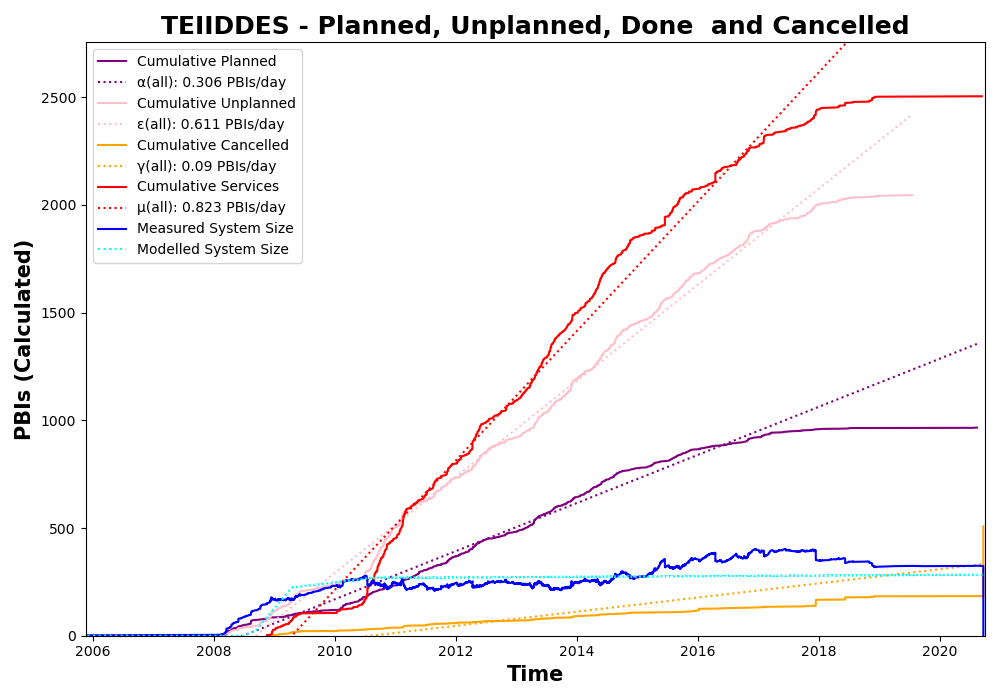 TEIIDDES - Planned, Unplanned, Done  and Cancelled
Cumulative Planned
α(all): 0.306 PBIs/day
Cumulative Unplanned
ε(all): 0.611 PBIs/day
Cumulative Cancelled
γ(all): 0.09 PBIs/day
Cumulative Services
μ(all): 0.823 PBIs/day
Measured System Size
Modelled System Size
PBIs (Calculated)
2500
2000
1500
1000
500
0
2006 2008 2010 2012 2014 2016 2018 2020
Time